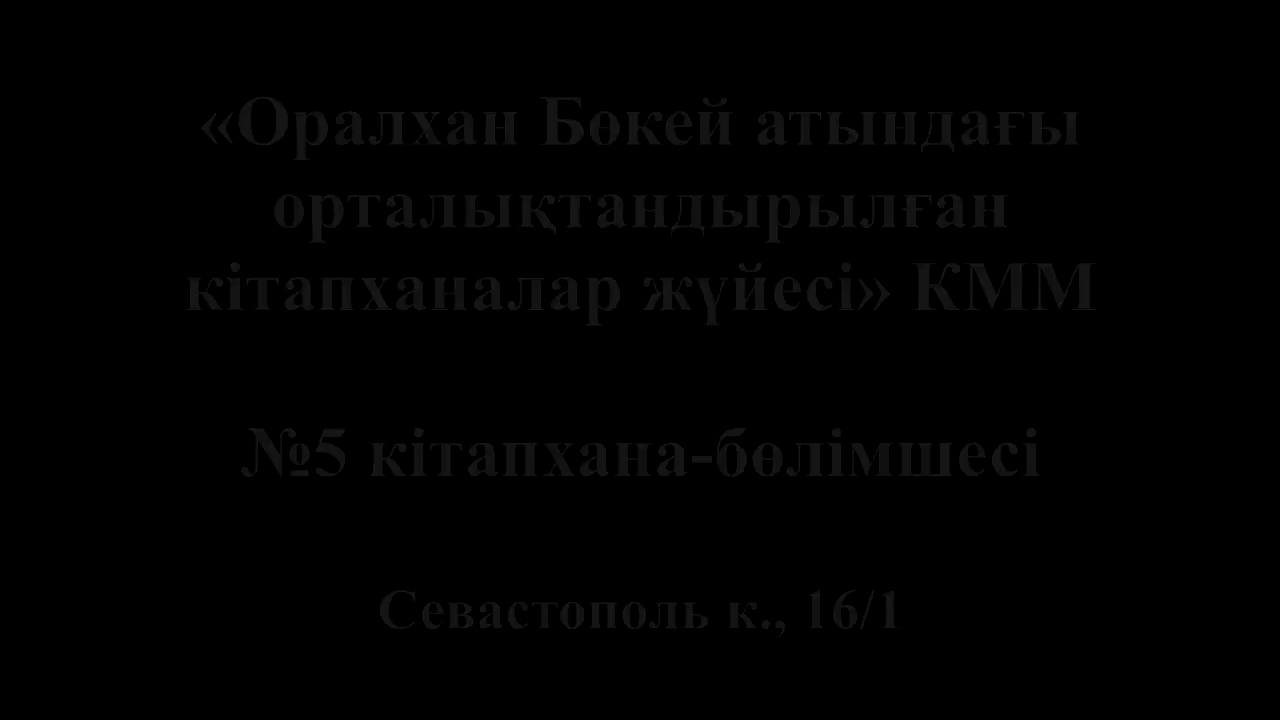 «Оралхан Бөкей атындағы
орталықтандырылған
кітапханалар жүйесі» КММ
№5 кітапхана-бөлімшесі
Севастополь к., 16/1